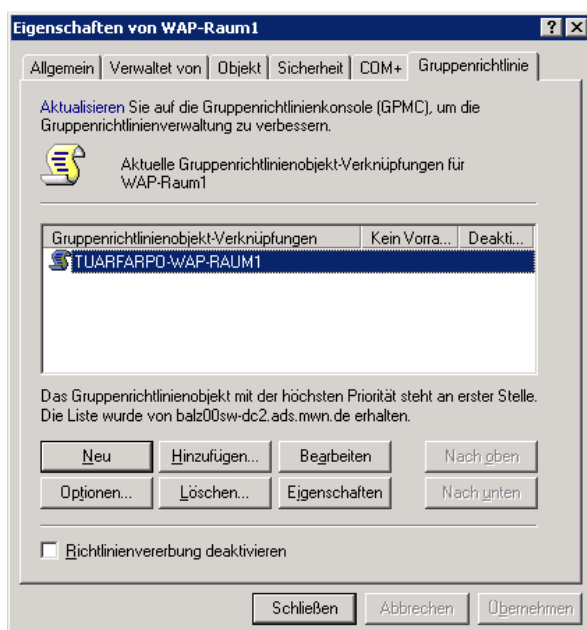 Eigenschaften von WAP-Raum1
Allgemein Verwaltet von Objekt Sicherheit COM+ Gruppenrichtlinie
Aktualisieren Sie auf die Gruppenrichtlinienkonsole (GPMC), um die
Gruppenrichtlinienverwaltung zu verbessern.
Aktuelle Gruppenrichtlinienobjekt-Verknüpfungen für
WAP-Raum1
Gruppenrichtlinienobjekt-Verknüpfungen Kein Vorra... Deakti...
TUARFARPO-WAP-RAUM1
Das Gruppenrichtlinienobjekt mit der höchsten Priorität steht an erster Stelle.
Die Liste wurde von balz00sw-dc2.ads.mwn.de erhalten.
Neu Hinzufügen... Bearbeiten Nach oben
Optionen... Löschen... Eigenschaften Nach unten
Richtlinienvererbung deaktivieren
Schließen Abbrechen Übernehmen